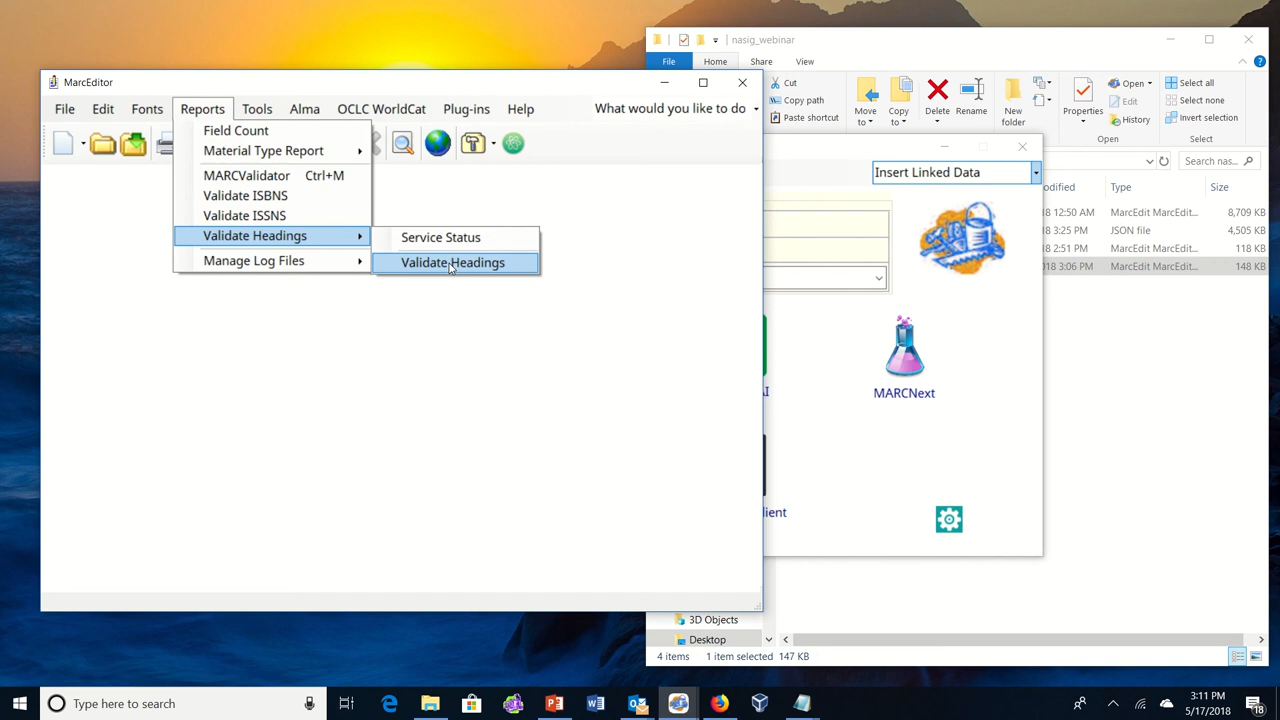 nasig_webinar
File
Home
Share
View
Cut
Copy path
Paste shortcut
Move to
Copy to
Delete
Rename
New folder
Properties
Open
Edit
History
Open
Select all
Select none
Invert selection
Select
Search nas...
odified
Type
Size
18 12:50 AM
MarcEdit MarcEdit...
8,709 KB
18 3:25 PM
JSON file
4,505 KB
MarcEdit MarcEdit...
118 KB
018 3:06 PM
MarcEdit MarcEdit...
148 KB
Insert Linked Data
AI
MARCNext
lient
3D Objects
Desktop
4 items
1 item selected 147 KB
MarcEditor
File
Edit
Fonts
Reports
Tools
Alma
OCLC WorldCat
Plug-ins
Help
What would you like to do
Field Count
Material Type Report
MARCValidator Ctrl+M
Validate ISBNS
Validate ISSNS
Validate Headings
Manage Log Files
Service Status
Validate Headings
Type here to search
3:11 PM
5/17/2018
18